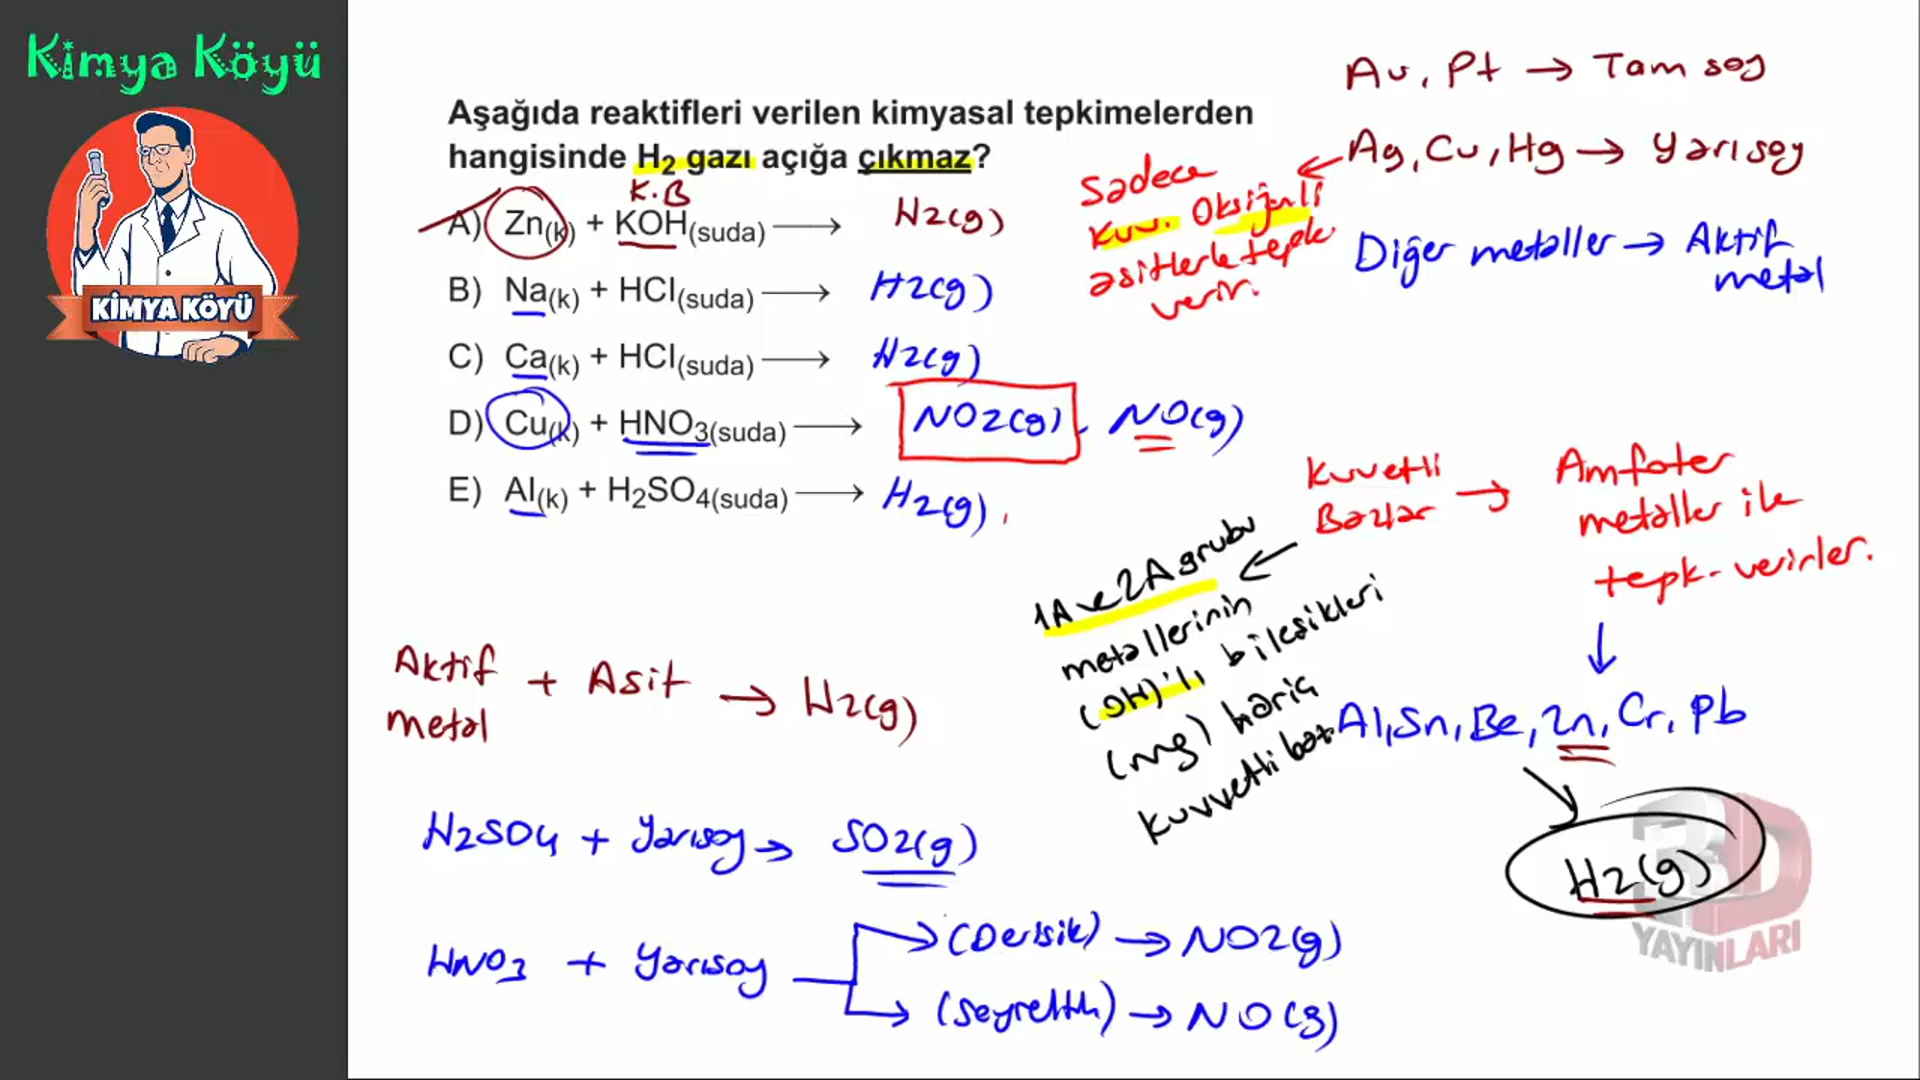 Kimya Köyü
KİMYA KÖYÜ
Aşağıda reaktifleri verilen kimyasal tepkimelerden
hangisinde H2 gazı açığa çıkmaz?
K.B
A) Zn(k) + KOH(suda) ⟶ H2(g)
B) Na(k) + HCl(suda) ⟶ H2(g)
C) Ca(k) + HCl(suda) ⟶ H2(g)
D) Cu(k) + HNO3(suda) ⟶ NO2(g), NO(g)
E) Al(k) + H2SO4(suda) ⟶ H2(g)
Au, Pt → Tam soy
Ag, Cu, Hg → Yarısoy
Sadece
Kuv. Oksijenli
asitlerle tepk.
verir.
Diğer metaller → Aktif
metal
Kuvvetli
Bazlar →
Amfoter
metaller ile
tepk. verirler.
↓
Al, Sn, Be, Zn, Cr, Pb
H2(g)
1A ve 2A grubu
metallerinin
(OH)'lı bileşikleri
(mg) hariç
kuvvetli baz.
Aktif
metal + Asit → H2(g)
H2SO4 + Yarısoy → SO2(g)
HNO3 + Yarısoy
(Derişik) → NO2(g)
(Seyreltik) → NO(g)
3D
YAYINLARI